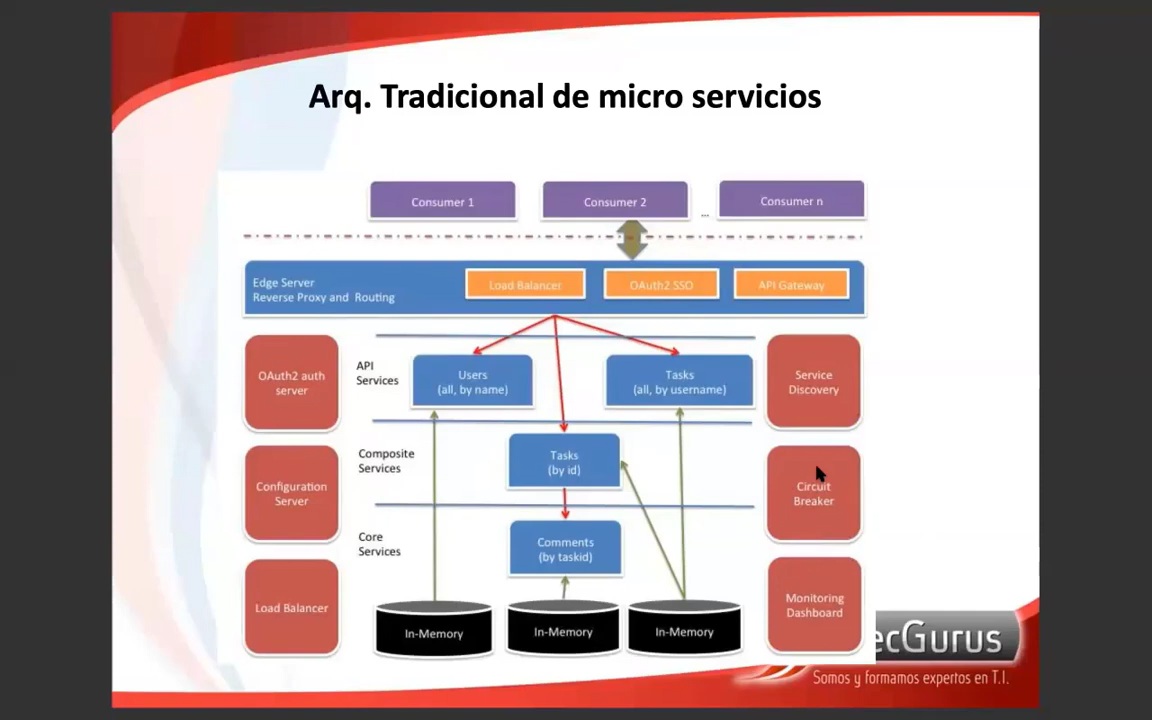 Arq. Tradicional de micro servicios
Consumer 1
Consumer 2
...
Consumer n
Edge Server
Reverse Proxy and Routing
Load Balancer
OAuth2 SSO
API Gateway
OAuth2 auth
server
API
Services
Users
(all, by name)
Tasks
(all, by username)
Service
Discovery
Configuration
Server
Composite
Services
Tasks
(by id)
Circuit
Breaker
Core
Services
Comments
(by taskid)
Load Balancer
In-Memory
In-Memory
In-Memory
Monitoring
Dashboard
ecGurus
Somos y formamos expertos en T.I.